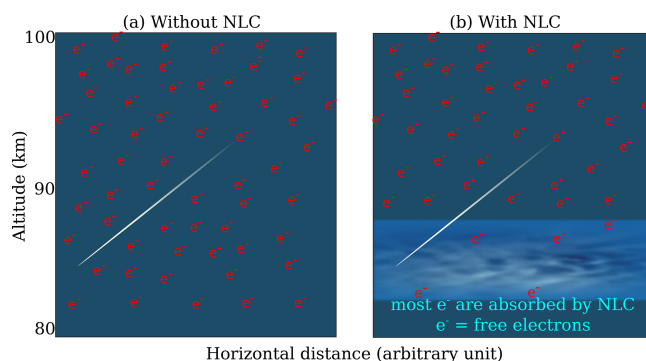 (a) Without NLC
(b) With NLC
100
90
80
Altitude (km)
e⁻ e⁻ e⁻ e⁻ e⁻ e⁻ e⁻ e⁻ e⁻ e⁻ e⁻ e⁻ e⁻ e⁻ e⁻ e⁻ e⁻ e⁻ e⁻ e⁻ e⁻ e⁻ e⁻ e⁻ e⁻ e⁻ e⁻ e⁻ e⁻ e⁻ e⁻ e⁻ e⁻ e⁻ e⁻ e⁻ e⁻ e⁻ e⁻ e⁻ e⁻ e⁻ e⁻ e⁻ e⁻ e⁻
most e⁻ are absorbed by NLC
e⁻ = free electrons
Horizontal distance (arbitrary unit)